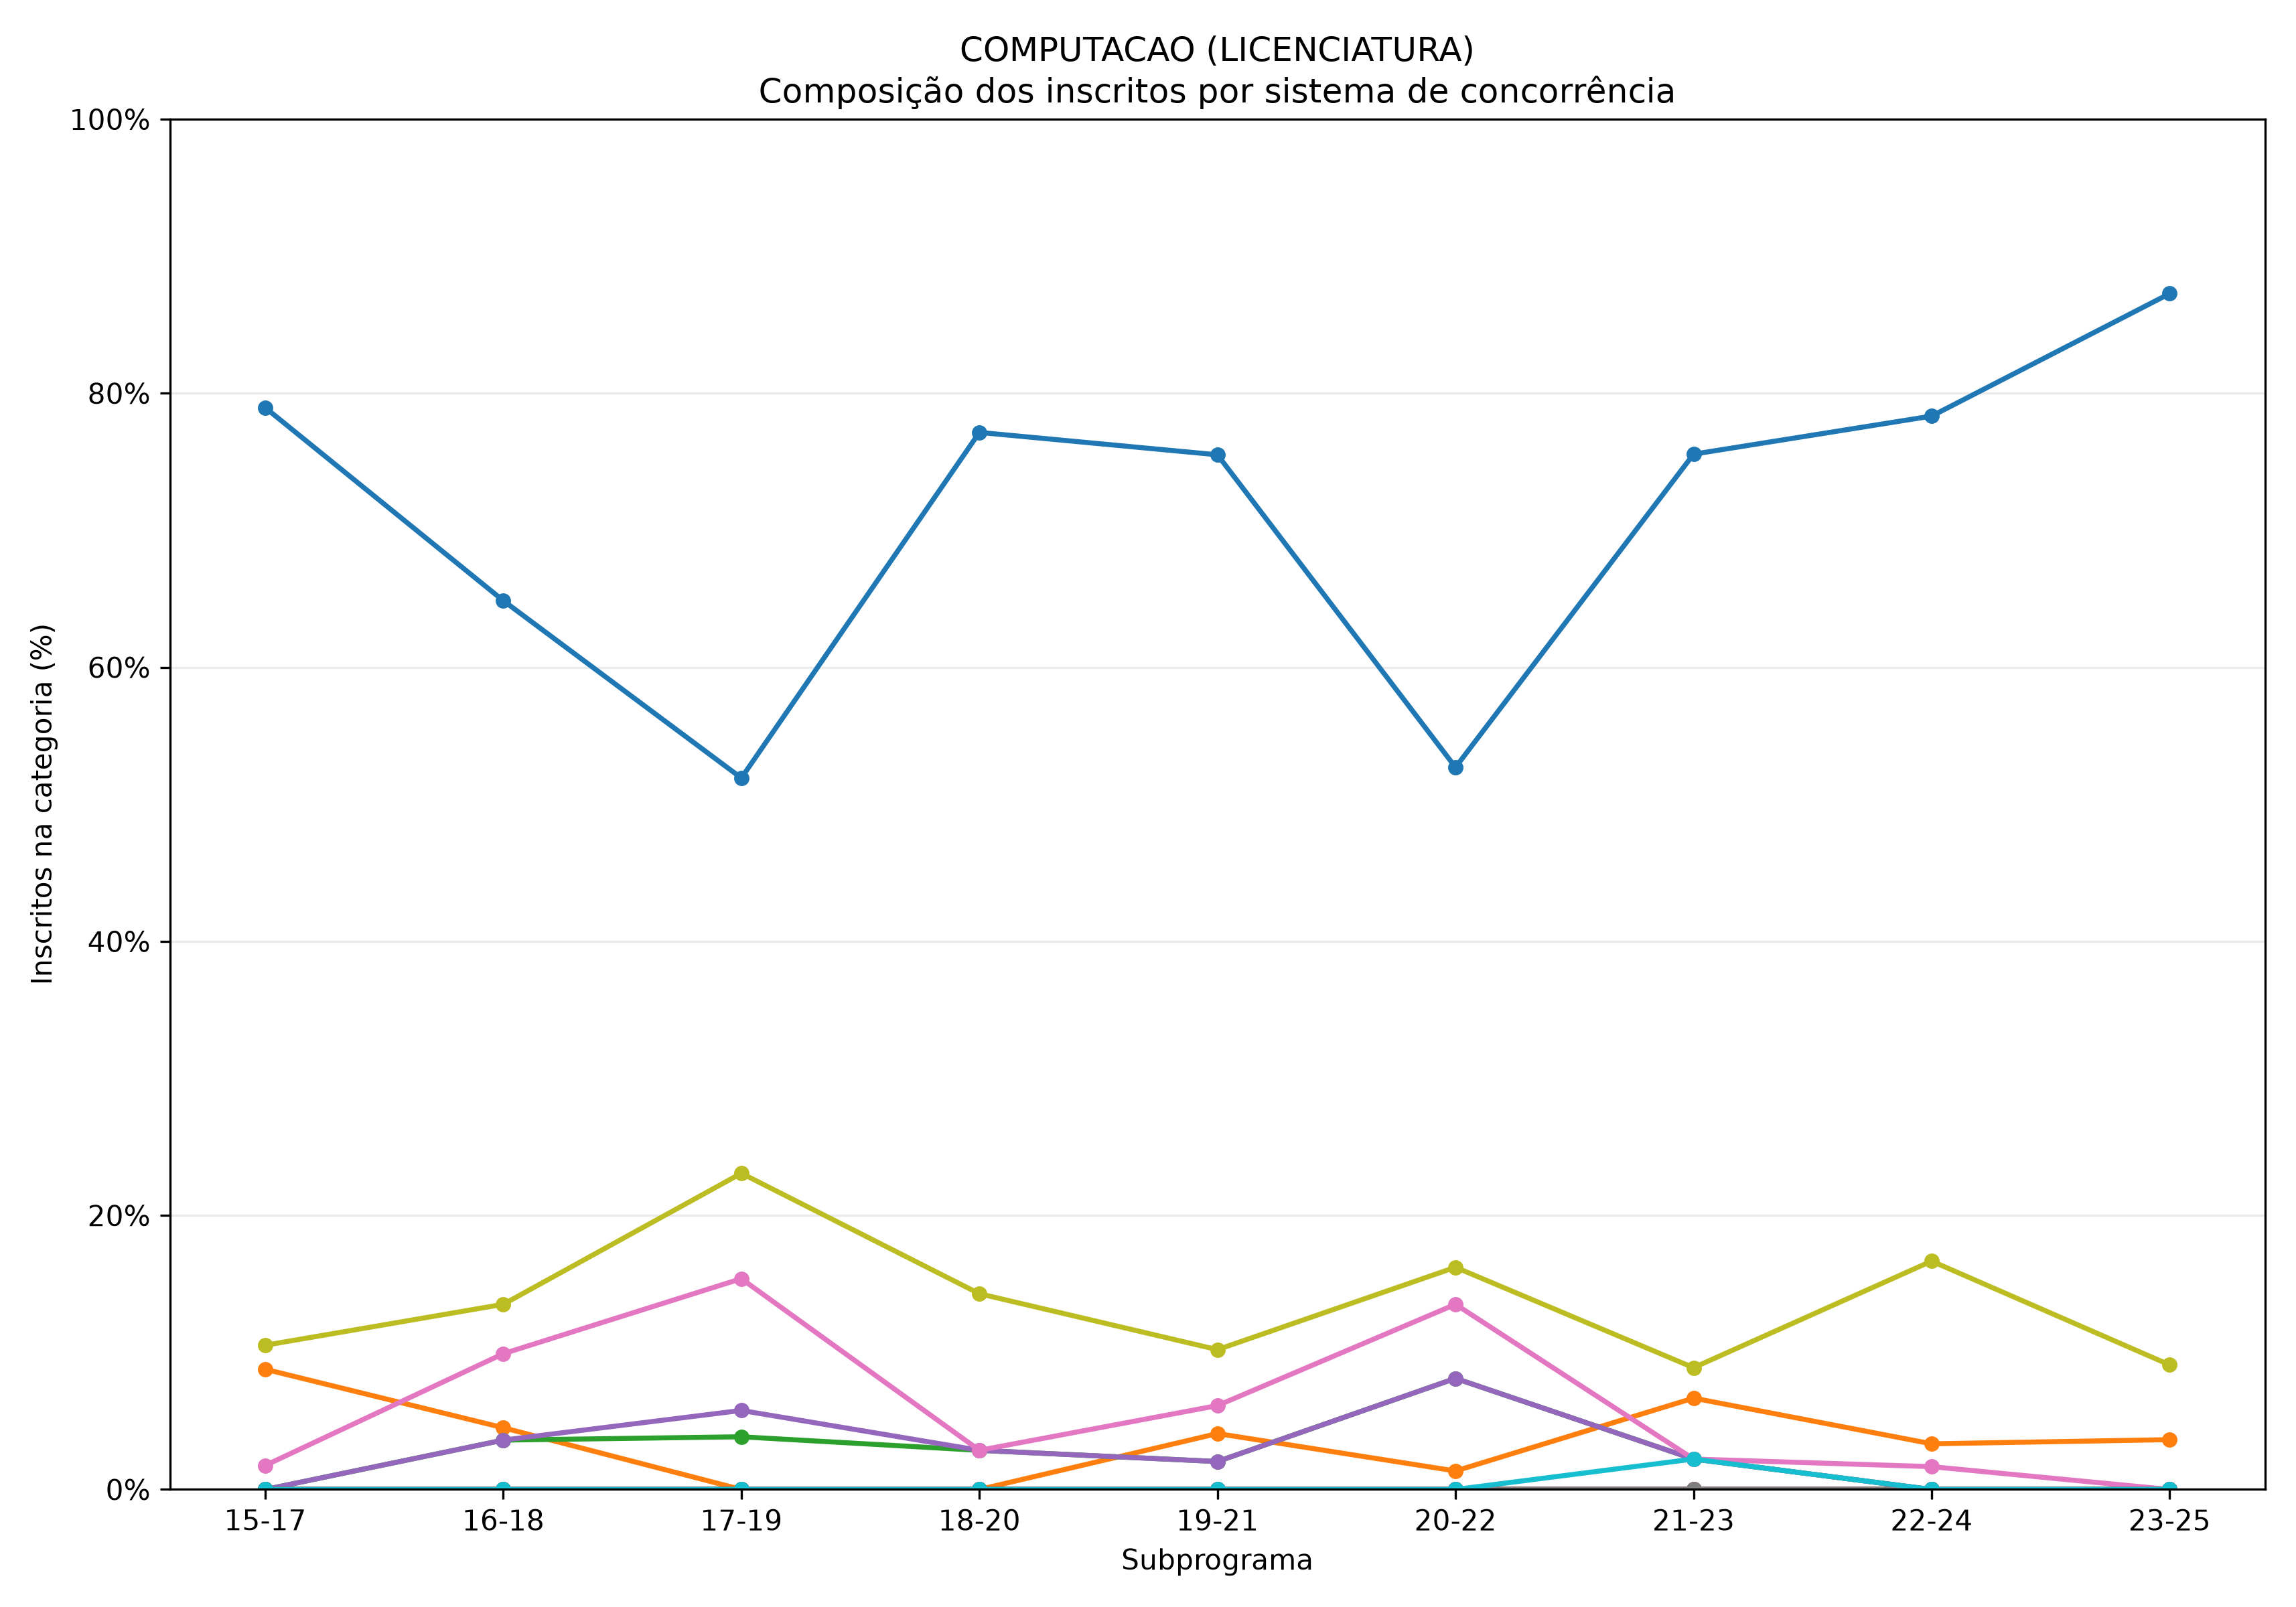 COMPUTACAO (LICENCIATURA)
Composição dos inscritos por sistema de concorrência
100%
80%
60%
40%
20%
0%
Inscritos na categoria (%)
15-17 16-18 17-19 18-20 19-21 20-22 21-23 22-24 23-25
Subprograma